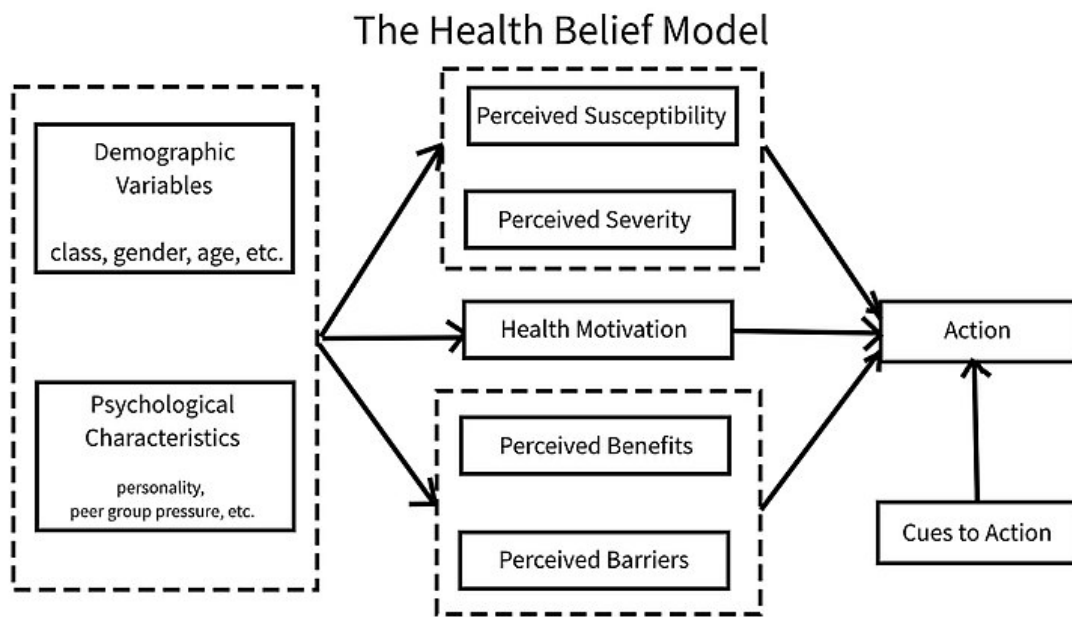 The Health Belief Model
Demographic
Variables
class, gender, age, etc.
Psychological
Characteristics
personality,
peer group pressure, etc.
Perceived Susceptibility
Perceived Severity
Health Motivation
Perceived Benefits
Perceived Barriers
Action
Cues to Action